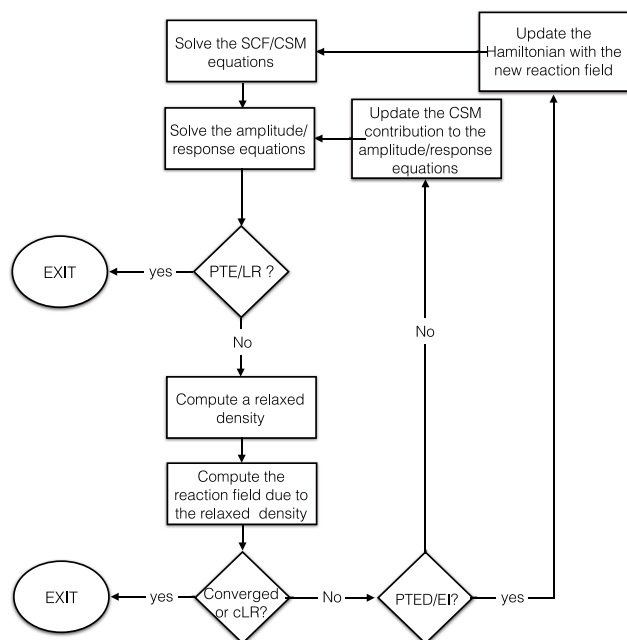 Solve the SCF/CSM
equations
Update the
Hamiltonian with the
new reaction field
Solve the amplitude/
response equations
Update the CSM
contribution to the
amplitude/response
equations
EXIT
yes
PTE/LR ?
No
No
Compute a relaxed
density
Compute the
reaction field due to
the relaxed density
EXIT
yes
Converged
or cLR?
No
PTED/EI?
yes